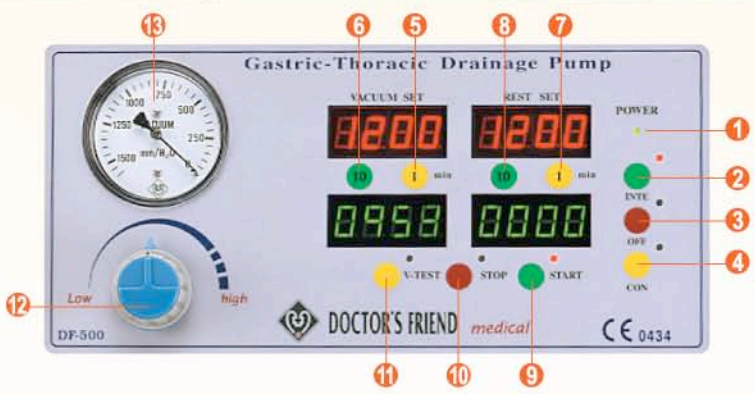 13
6
5
8
7
Gastric-Thoracic Drainage Pump
VACUUM SET
REST SET
POWER
1200
1200
1
1000
750
500
1250
VACUUM
250
mm/H₂O
1500
0
10
1
min
10
1
min
2
INTE
3
0954
0000
OFF
4
V-TEST
STOP
START
CON
Low
high
12
DOCTOR'S FRIEND medical
DF-500
CE 0434
11
10
9